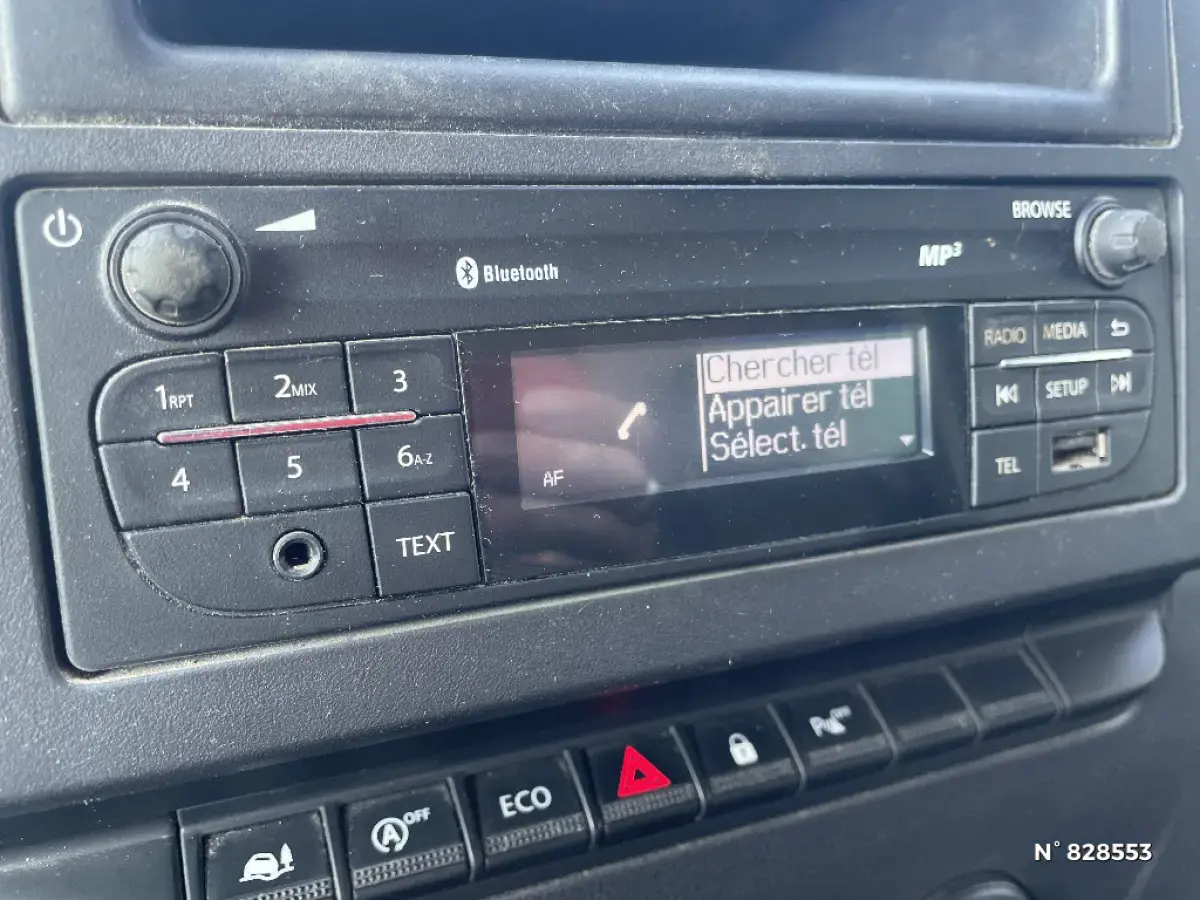 BROWSE
Bluetooth
MP3
RADIO MEDIA
1RPT 2MIX 3
Chercher tél
Appairer tél
Sélect. tél
SETUP
4 5 6A-Z
AF
TEL
TEXT
A OFF
ECO
P
N° 828553